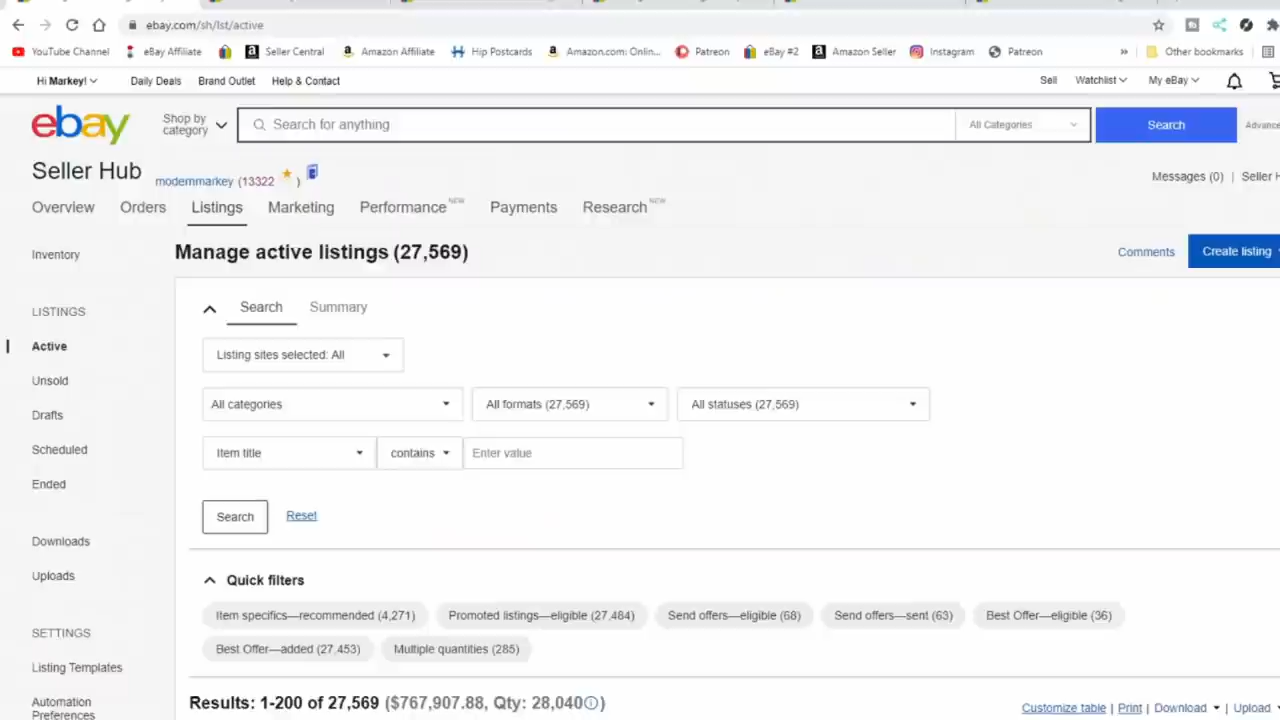 ebay.com/sh/lst/active
YouTube Channel eBay Affiliate Seller Central Amazon Affiliate Hip Postcards Amazon.com: Onlin... Patreon eBay #2 Amazon Seller Instagram Patreon » Other bookmarks
Hi Markey! Daily Deals Brand Outlet Help & Contact Sell Watchlist My eBay
ebay Shop by category Search for anything All Categories Search
Seller Hub modernmarkey (13322 ) Messages (0) |
Overview Orders Listings Marketing Performance NEW Payments Research NEW
Inventory Manage active listings (27,569) Comments Create listing
LISTINGS Search Summary
Active Listing sites selected: All
Unsold
Drafts All categories All formats (27,569) All statuses (27,569)
Scheduled Item title contains Enter value
Ended
Search Reset
Downloads
Uploads Quick filters
Item specifics—recommended (4,271) Promoted listings—eligible (27,484) Send offers—eligible (68) Send offers—sent (63) Best Offer—eligible (36)
SETTINGS Best Offer—added (27,453) Multiple quantities (285)
Listing Templates
Automation Preferences Results: 1-200 of 27,569 ($767,907.88, Qty: 28,040 ) Customize table | Print | Download | Upload